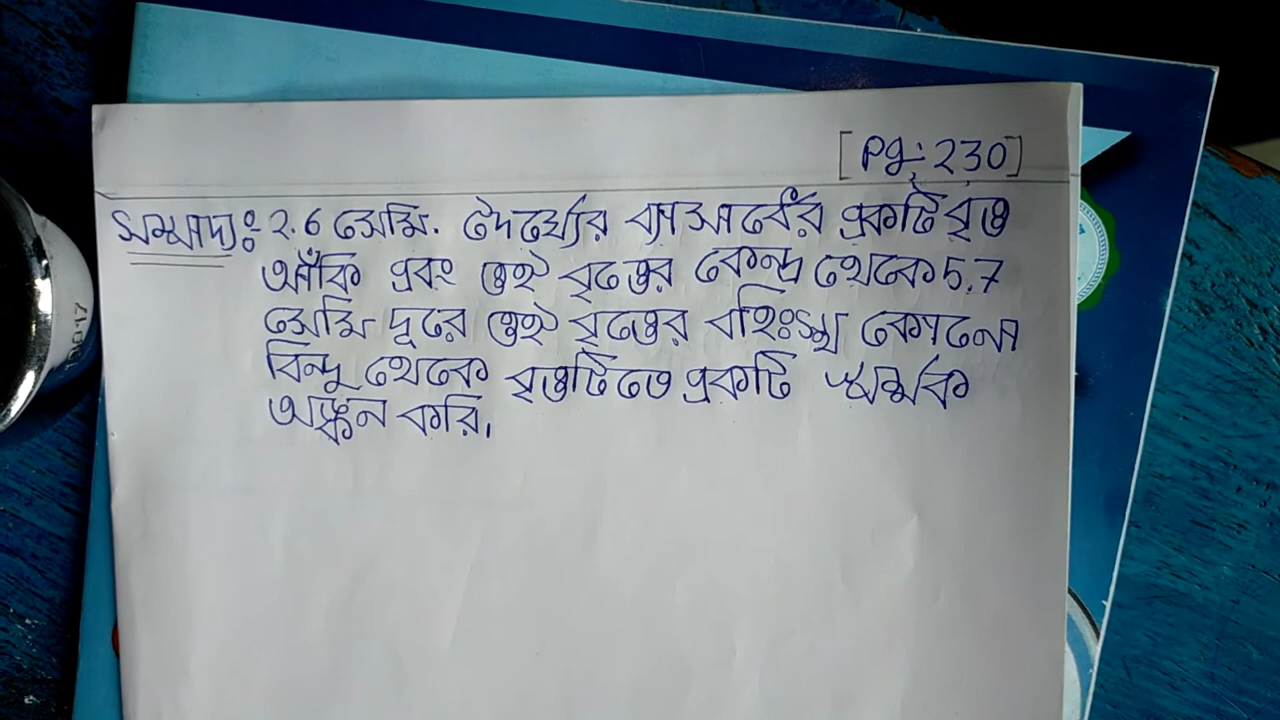 [Pg: 230]
সম্পাদ্যঃ 2.6 সেমি. দৈর্ঘ্যের ব্যাসার্ধের একটি বৃত্ত
আঁকি এবং ওই বৃত্তের কেন্দ্র থেকে 5.7
সেমি দূরে ওই বৃত্তের বহিঃস্থ কোনো
বিন্দু থেকে বৃত্তটিতে একটি স্পর্শক
অঙ্কন করি।